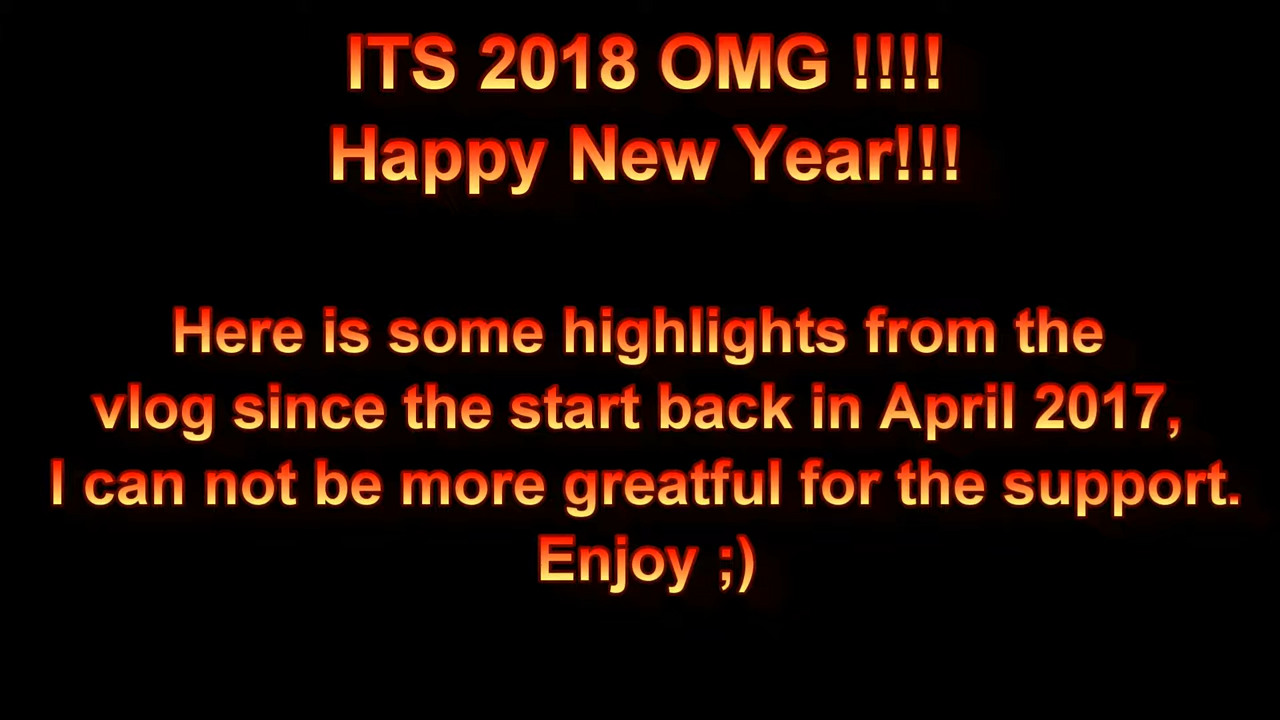 ITS 2018 OMG !!!!
Happy New Year!!!
Here is some highlights from the
vlog since the start back in April 2017,
I can not be more greatful for the support.
Enjoy ;)